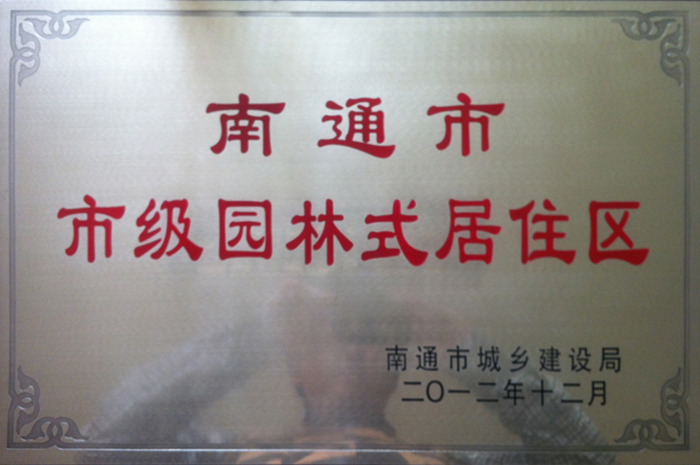 南通市
市级园林式居住区
南通市城乡建设局
二〇一二年十二月